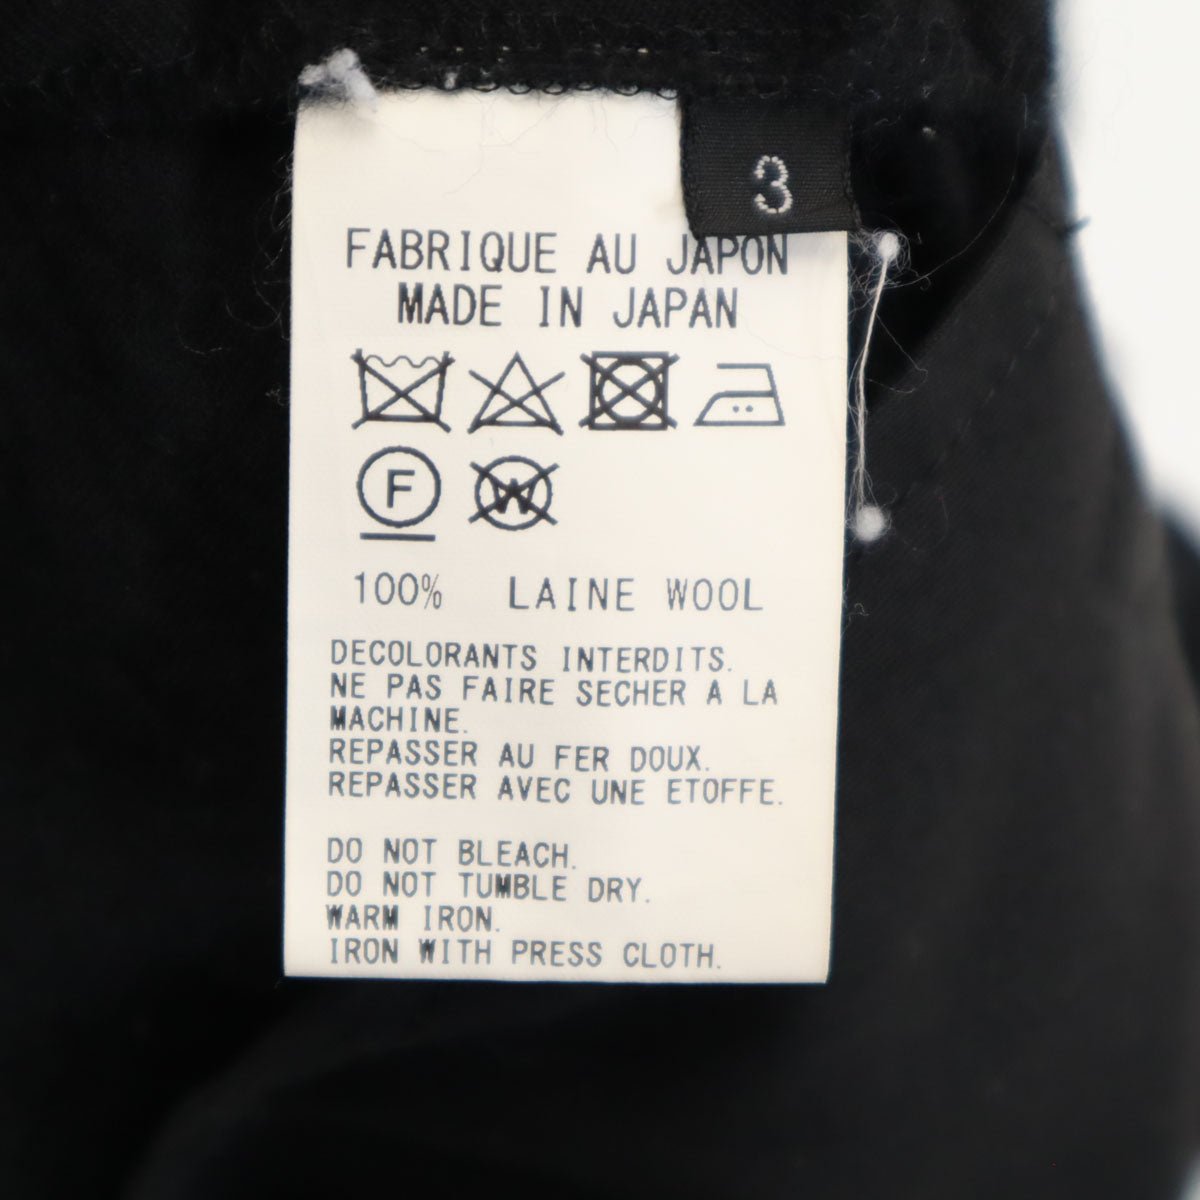 3
FABRIQUE AU JAPON
MADE IN JAPAN
F
W
100% LAINE WOOL
DECOLORANTS INTERDITS.
NE PAS FAIRE SECHER A LA
MACHINE.
REPASSER AU FER DOUX.
REPASSER AVEC UNE ETOFFE.
DO NOT BLEACH.
DO NOT TUMBLE DRY.
WARM IRON.
IRON WITH PRESS CLOTH.